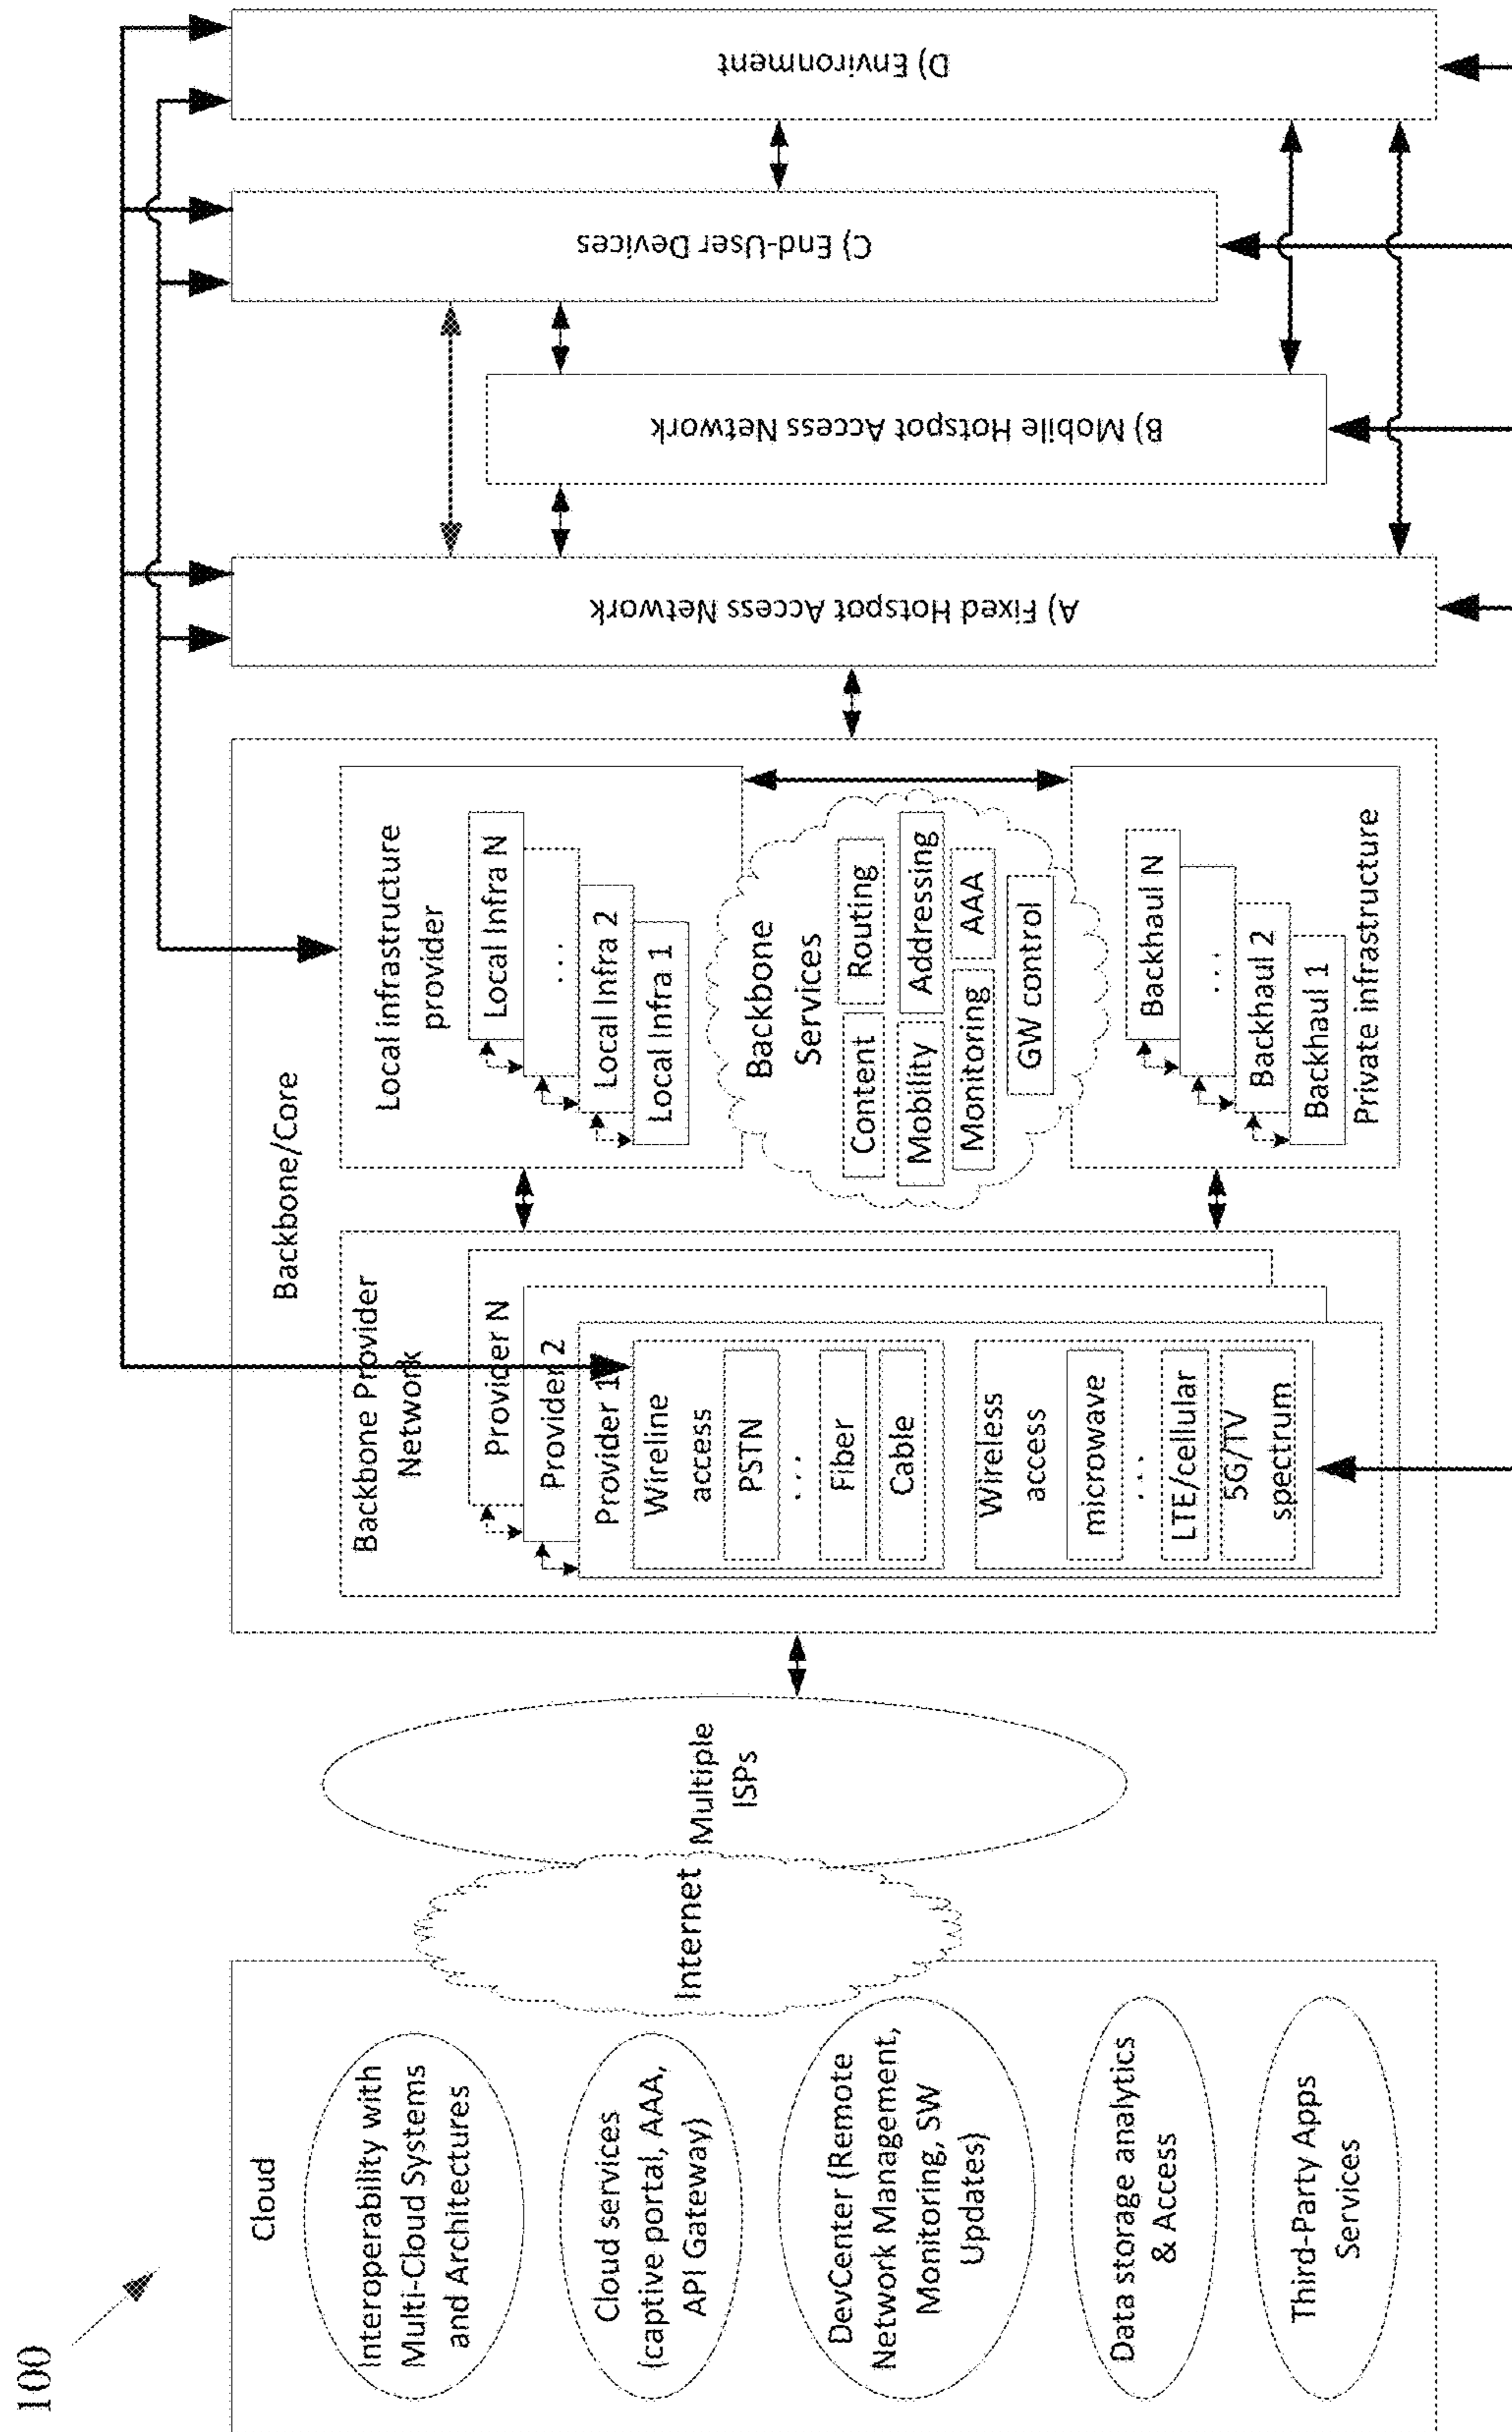 100
Cloud
Interoperability with
Multi-Cloud Systems
and Architectures
Cloud services
(captive portal, AAA,
API Gateway)
DevCenter (Remote
Network Management,
Monitoring, SW
Updates)
Data storage analytics
& Access
Third-Party Apps
Services
Internet
Multiple
ISPs
Backbone/Core
Backbone Provider
Network
Provider N
Provider 2
Provider 1
Wireline
access
PSTN
...
Fiber
Cable
Wireless
access
microwave
...
LTE/cellular
5G/TV
spectrum
Local infrastructure
provider
Local Infra N
...
Local Infra 2
Local Infra 1
Backbone
Services
Content
Routing
Mobility
Addressing
Monitoring
AAA
GW control
Backhaul N
...
Backhaul 2
Backhaul 1
Private infrastructure
A) Fixed Hotspot Access Network
B) Mobile Hotspot Access Network
C) End-User Devices
D) Environment